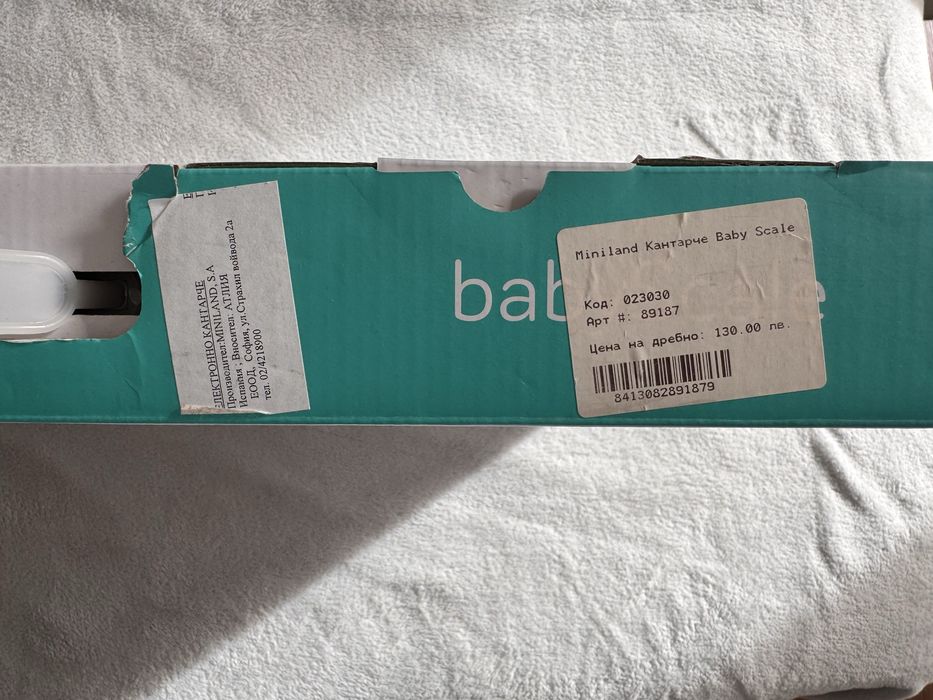 ЕЛЕКТРОННО КАНТАРЧЕ
Производител:MINILAND, S.A
Испания . Вносител: АТЛИЯ
ЕООД, София, ул.Страхил войвода 2а
тел. 02/4218900
baby scale
Miniland Кантарче Baby Scale
Код: 023030
Арт #: 89187
Цена на дребно: 130.00 лв.
8413082891879